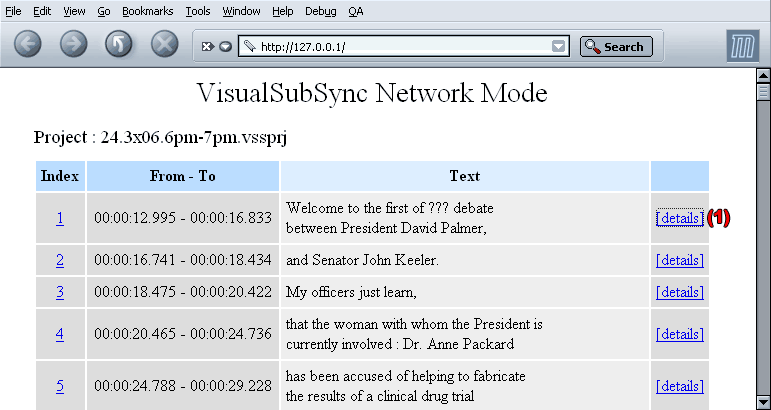 File Edit View Go Bookmarks Tools Window Help Debug QA
http://127.0.0.1/ Search
VisualSubSync Network Mode
Project : 24.3x06.6pm-7pm.vssprj
Index From - To Text
1 00:00:12.995 - 00:00:16.833 Welcome to the first of ??? debate [details] (1)
between President David Palmer,
2 00:00:16.741 - 00:00:18.434 and Senator John Keeler. [details]
3 00:00:18.475 - 00:00:20.422 My officers just learn, [details]
4 00:00:20.465 - 00:00:24.736 that the woman with whom the President is [details]
currently involved : Dr. Anne Packard
5 00:00:24.788 - 00:00:29.228 has been accused of helping to fabricate [details]
the results of a clinical drug trial